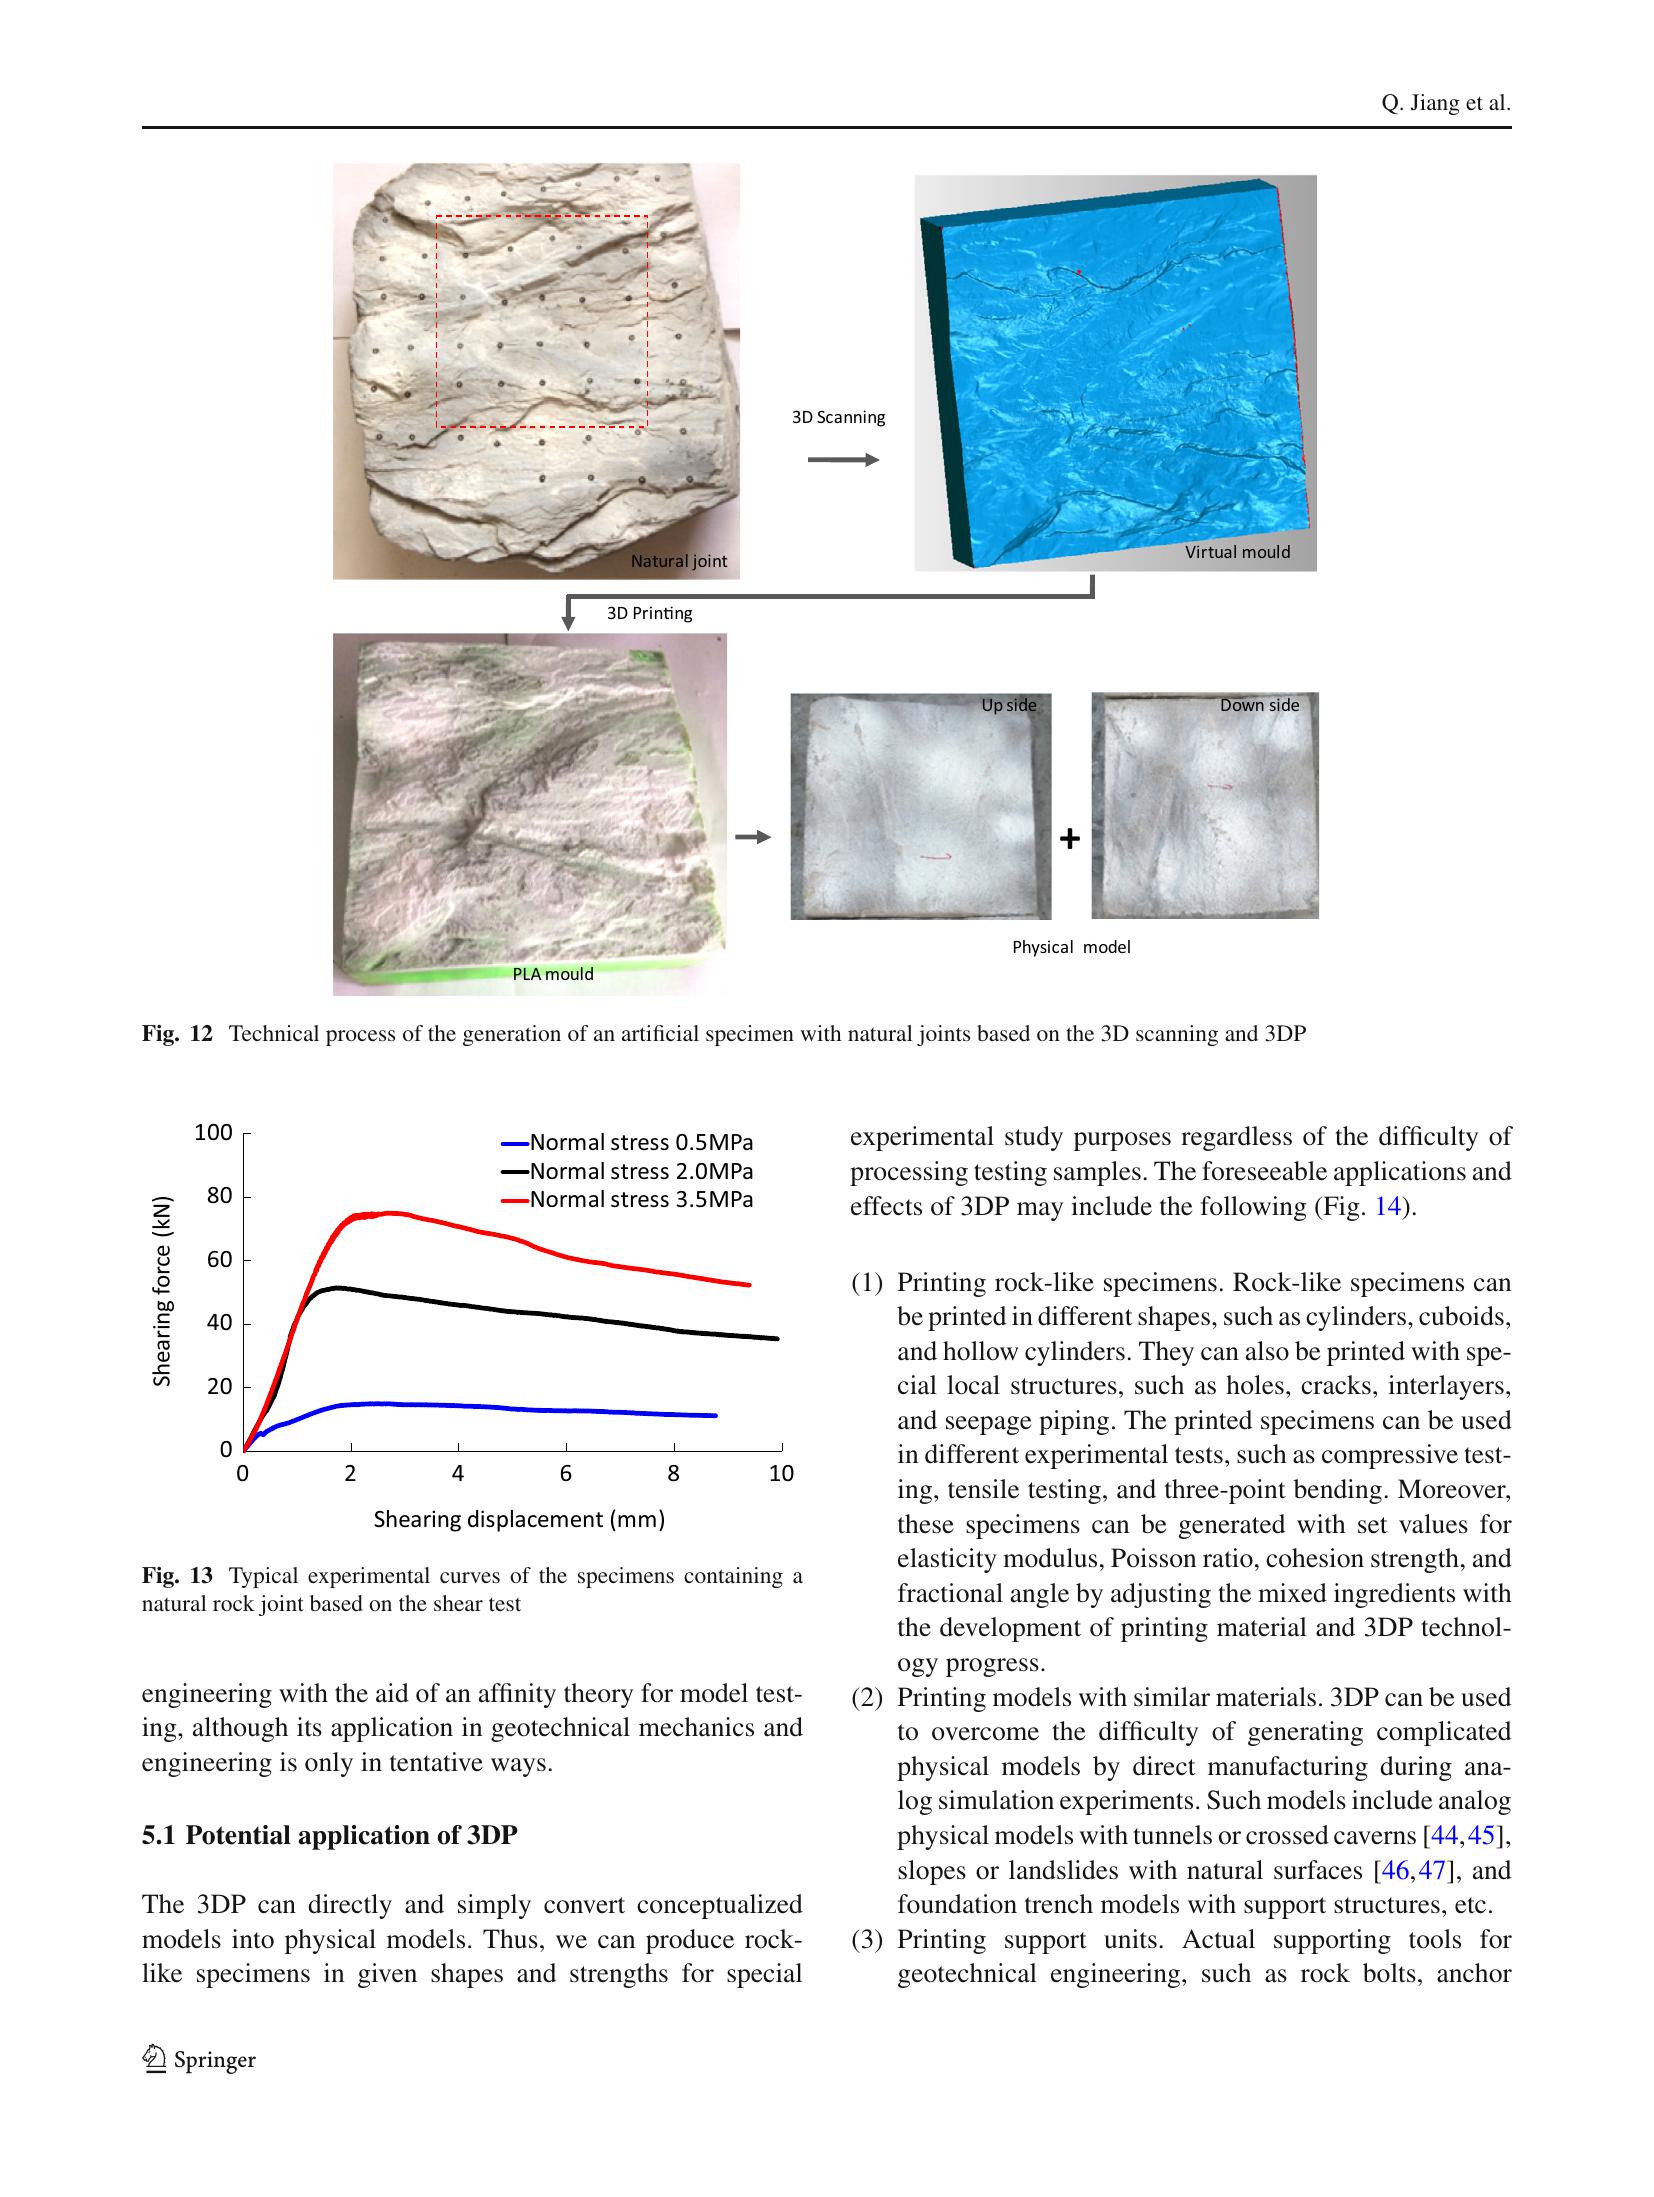 Q. Jiang et al.
Natural joint
3D Scanning
Virtual mould
3D Printing
PLA mould
Up side
Down side
+
Physical model
Fig. 12 Technical process of the generation of an artificial specimen with natural joints based on the 3D scanning and 3DP
100
80
60
40
20
0
0 2 4 6 8 10
Shearing force (kN)
Shearing displacement (mm)
Normal stress 0.5MPa
Normal stress 2.0MPa
Normal stress 3.5MPa
Fig. 13 Typical experimental curves of the specimens containing a
natural rock joint based on the shear test
engineering with the aid of an affinity theory for model test-
ing, although its application in geotechnical mechanics and
engineering is only in tentative ways.
5.1 Potential application of 3DP
The 3DP can directly and simply convert conceptualized
models into physical models. Thus, we can produce rock-
like specimens in given shapes and strengths for special
experimental study purposes regardless of the difficulty of
processing testing samples. The foreseeable applications and
effects of 3DP may include the following (Fig. 14).
(1) Printing rock-like specimens. Rock-like specimens can
be printed in different shapes, such as cylinders, cuboids,
and hollow cylinders. They can also be printed with spe-
cial local structures, such as holes, cracks, interlayers,
and seepage piping. The printed specimens can be used
in different experimental tests, such as compressive test-
ing, tensile testing, and three-point bending. Moreover,
these specimens can be generated with set values for
elasticity modulus, Poisson ratio, cohesion strength, and
fractional angle by adjusting the mixed ingredients with
the development of printing material and 3DP technol-
ogy progress.
(2) Printing models with similar materials. 3DP can be used
to overcome the difficulty of generating complicated
physical models by direct manufacturing during ana-
log simulation experiments. Such models include analog
physical models with tunnels or crossed caverns [44,45],
slopes or landslides with natural surfaces [46,47], and
foundation trench models with support structures, etc.
(3) Printing support units. Actual supporting tools for
geotechnical engineering, such as rock bolts, anchor
Springer